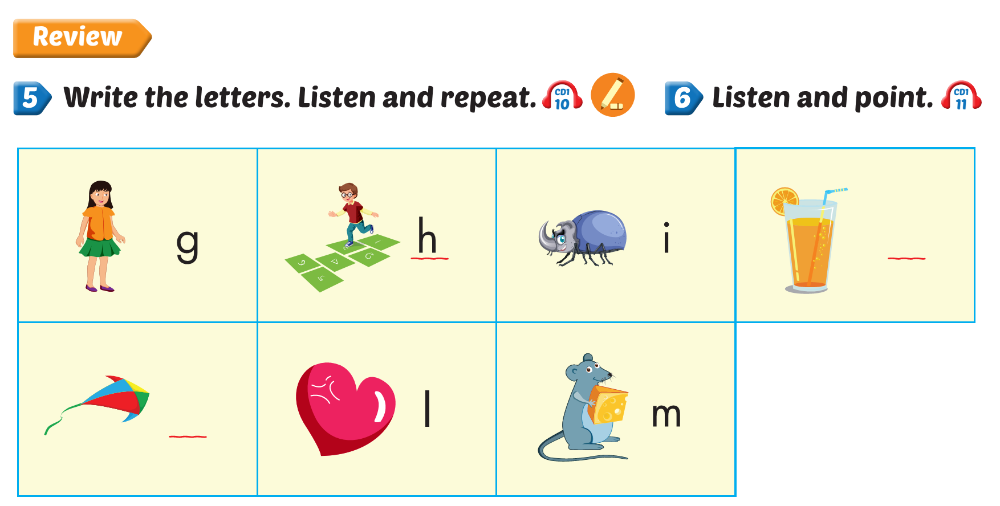 Review
5 Write the letters. Listen and repeat. CD1 10
6 Listen and point. CD1 11
g
h
i
l
m